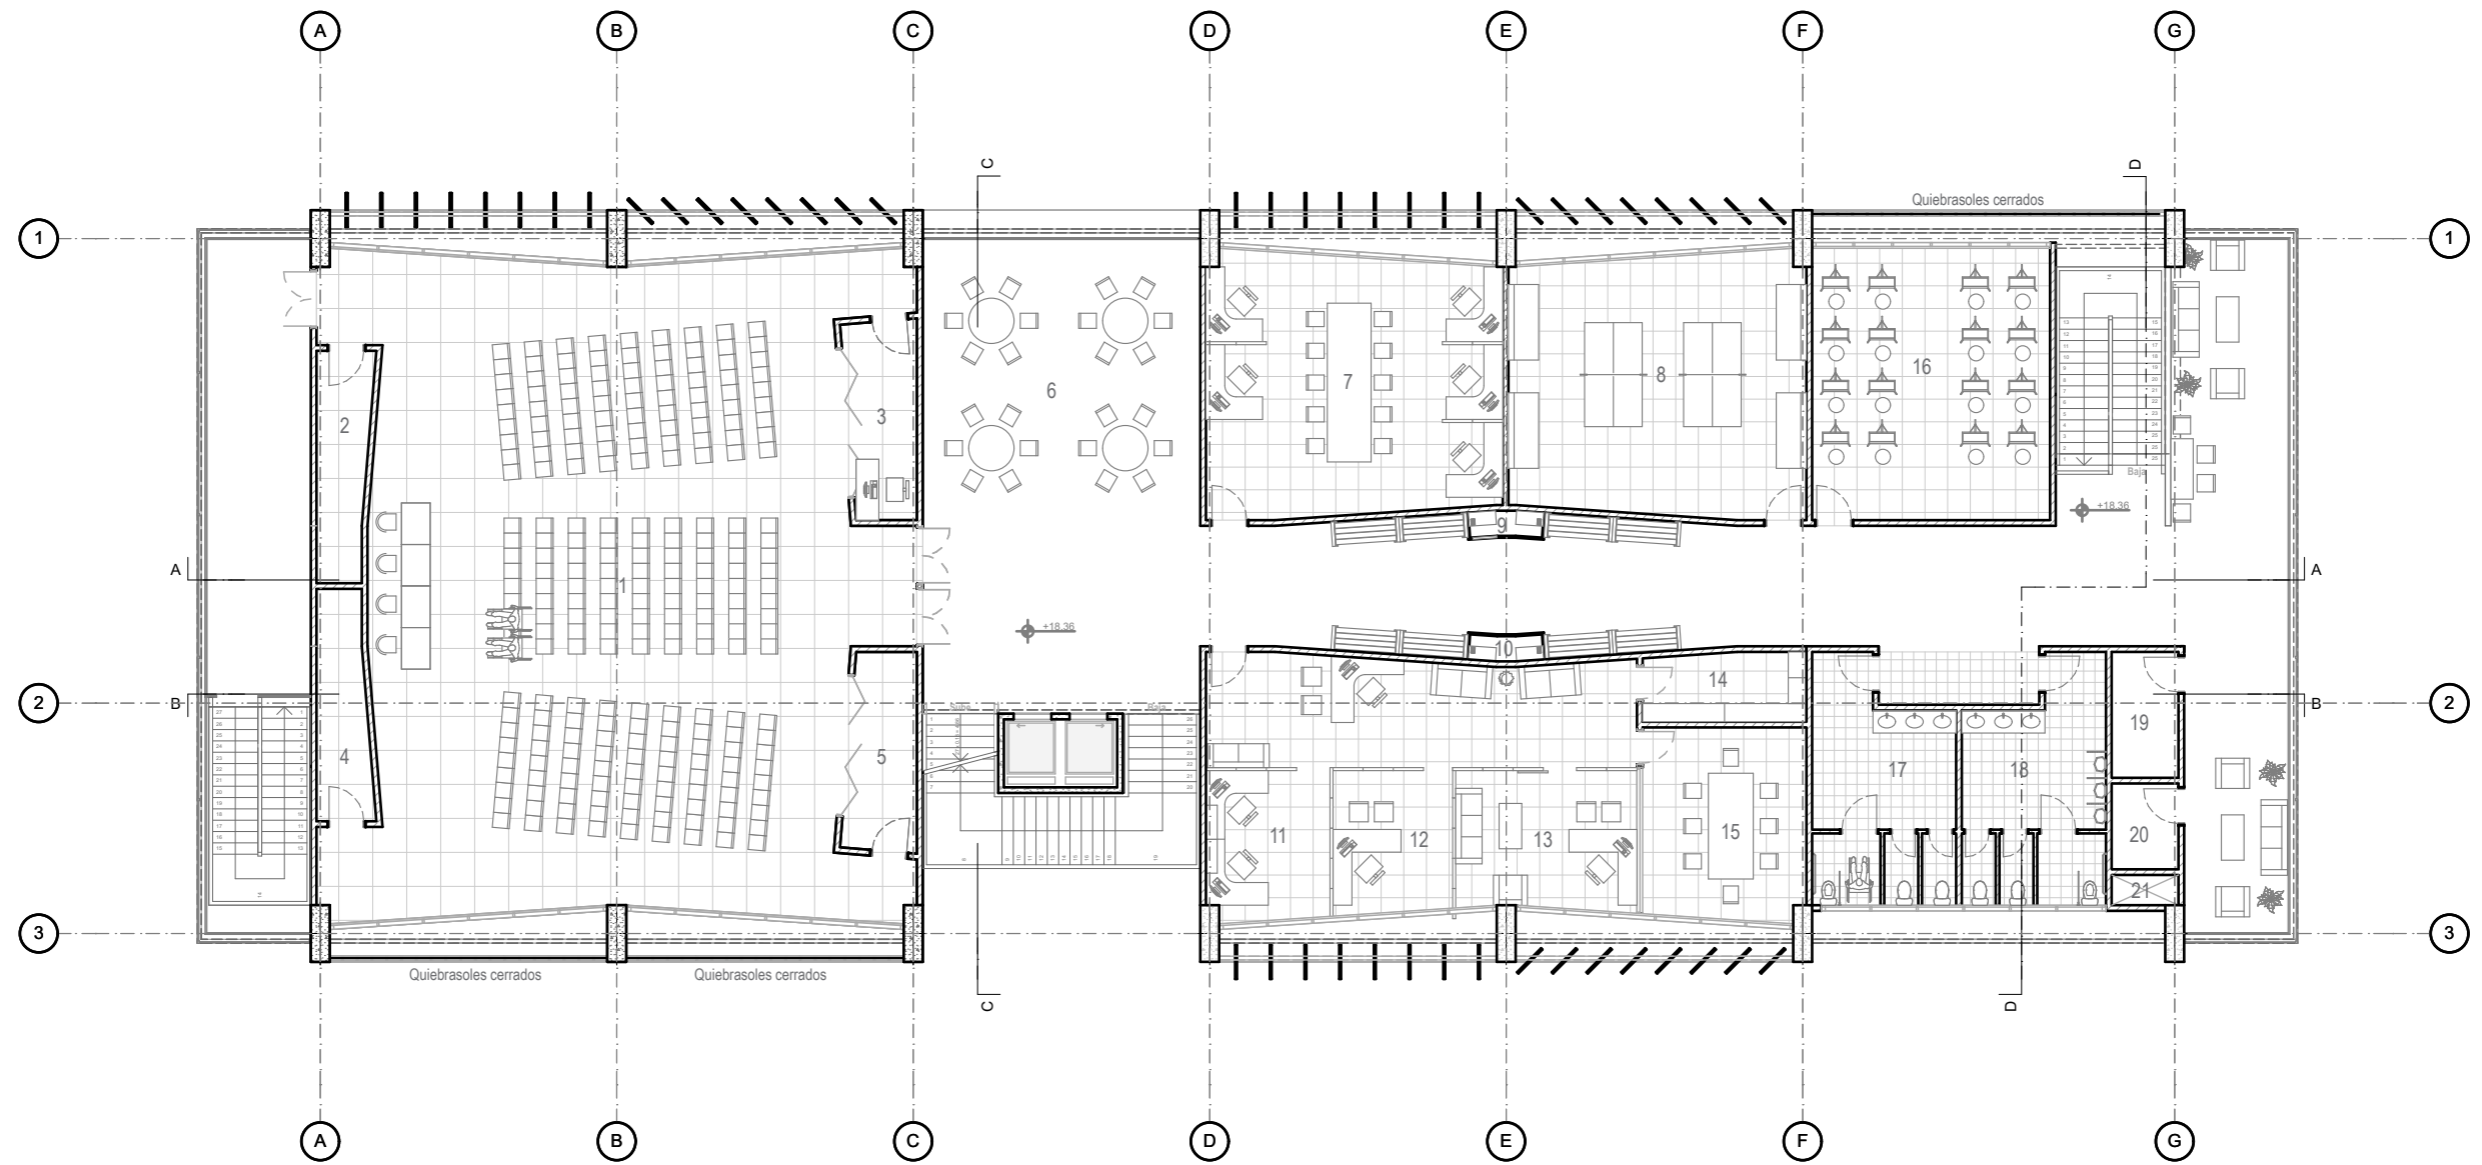 A B C D E F G
C
D
Quiebrasoles cerrados
1 1
16
6
7
8
2
3
Baja
+18.36
9
A
1
A
+18.36
10
14
B
B
2 2
Sube
Baja
19
4
5
17
18
11
12
13
15
20
21
3 3
Quiebrasoles cerrados Quiebrasoles cerrados
C
D
A B C D E F G